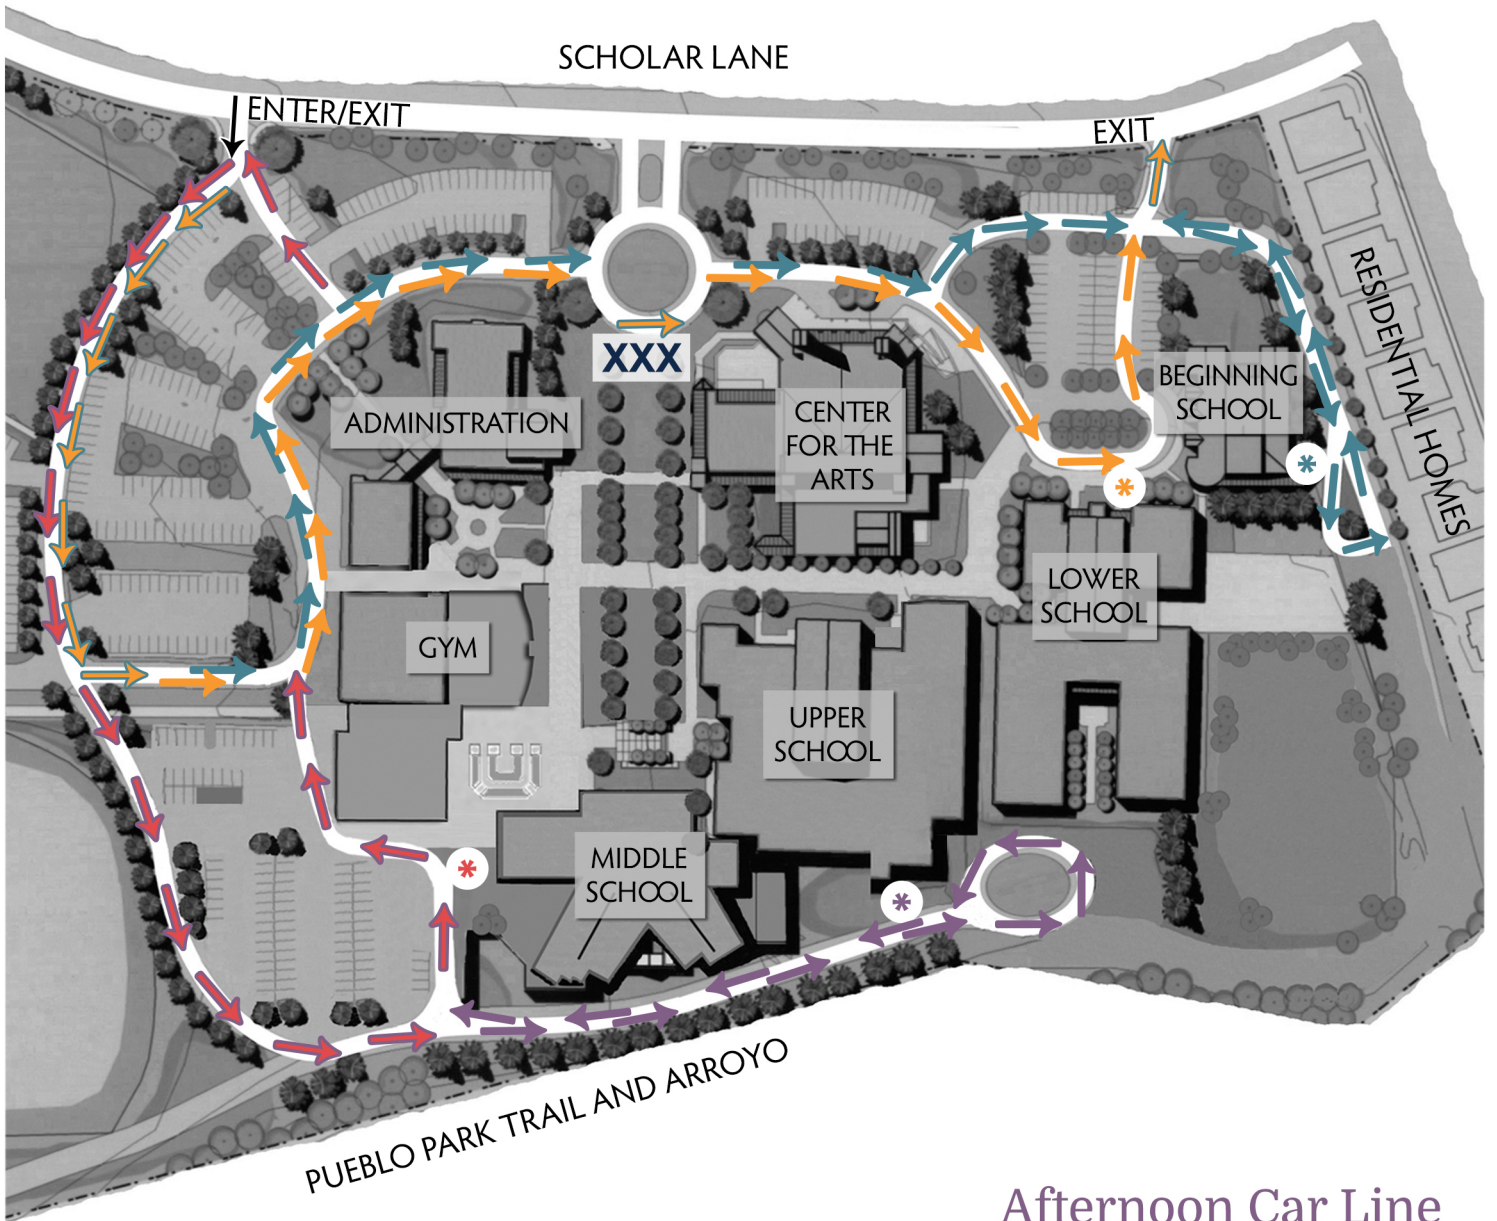 SCHOLAR LANE
ENTER/EXIT
EXIT
RESIDENTIAL HOMES
XXX
BEGINNING
SCHOOL
ADMINISTRATION
CENTER
FOR THE
ARTS
*
*
LOWER
SCHOOL
GYM
UPPER
SCHOOL
MIDDLE
SCHOOL
*
*
PUEBLO PARK TRAIL AND ARROYO
Afternoon Car Line